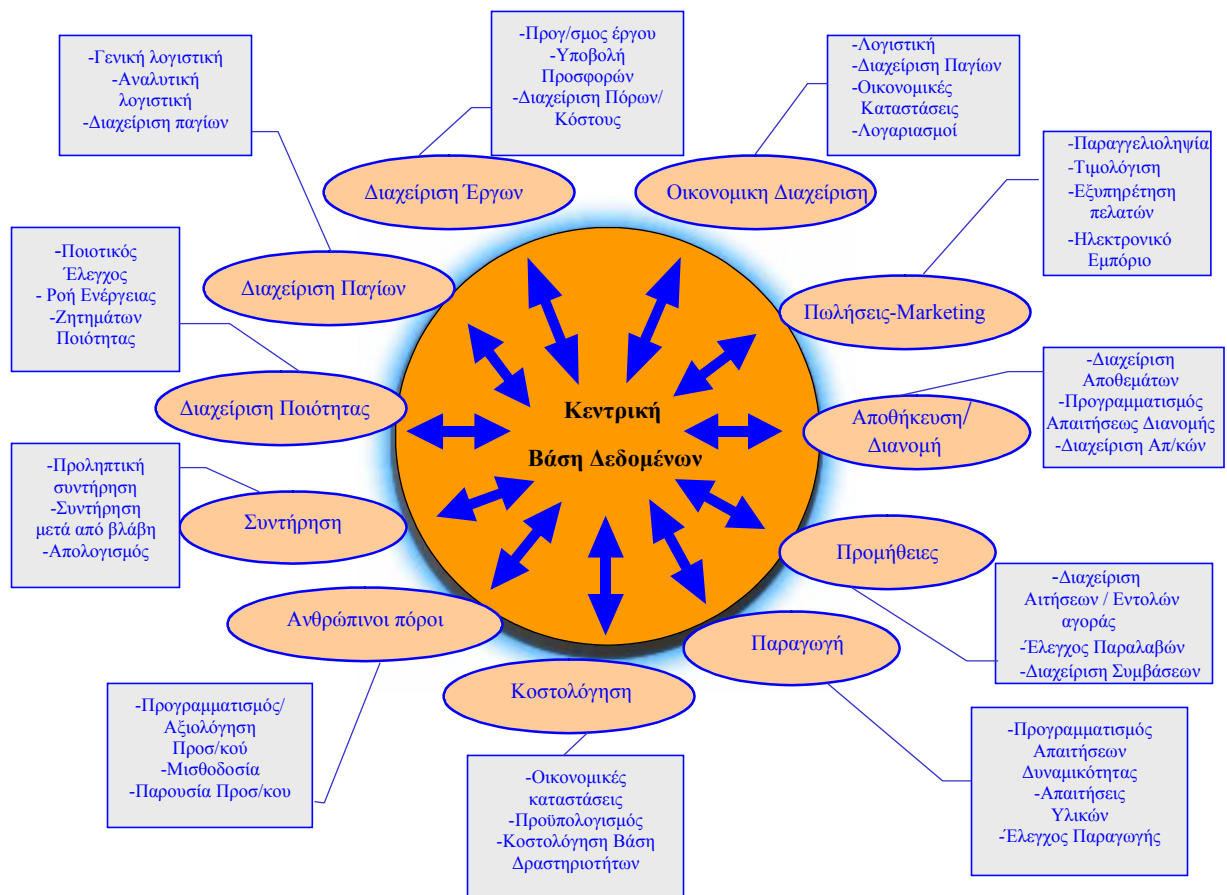 -Προγ/σμος έργου
-Υποβολή
Προσφορών
-Διαχείριση Πόρων/
Κόστους
-Λογιστική
-Διαχείριση Παγίων
-Οικονομικές
Καταστάσεις
-Λογαριασμοί
-Γενική λογιστική
-Αναλυτική
λογιστική
-Διαχείριση παγίων
-Παραγγελιοληψία
-Τιμολόγιση
-Εξυπηρέτηση
πελατών
-Ηλεκτρονικό
Εμπόριο
Διαχείριση Έργων
Οικονομικη Διαχείριση
-Ποιοτικός
Έλεγχος
- Ροή Ενέργειας
-Ζητημάτων
Ποιότητας
Διαχείριση Παγίων
Πωλήσεις-Marketing
-Διαχείριση
Αποθεμάτων
-Προγραμματισμός
Απαιτήσεως Διανομής
-Διαχείριση Απ/κών
Διαχείριση Ποιότητας
Κεντρική
Βάση Δεδομένων
Αποθήκευση/
Διανομή
-Προληπτική
συντήρηση
-Συντήρηση
μετά από βλάβη
-Απολογισμός
Συντήρηση
Προμήθειες
-Διαχείριση
Αιτήσεων / Εντολών
αγοράς
-Έλεγχος Παραλαβών
-Διαχείριση Συμβάσεων
Ανθρώπινοι πόροι
Παραγωγή
Κοστολόγηση
-Προγραμματισμός/
Αξιολόγηση
Προσ/κού
-Μισθοδοσία
-Παρουσία Προσ/κου
-Οικονομικές
καταστάσεις
-Προϋπολογισμός
-Κοστολόγηση Βάση
Δραστηριοτήτων
-Προγραμματισμός
Απαιτήσεων
Δυναμικότητας
-Απαιτήσεις
Υλικών
-Έλεγχος Παραγωγής